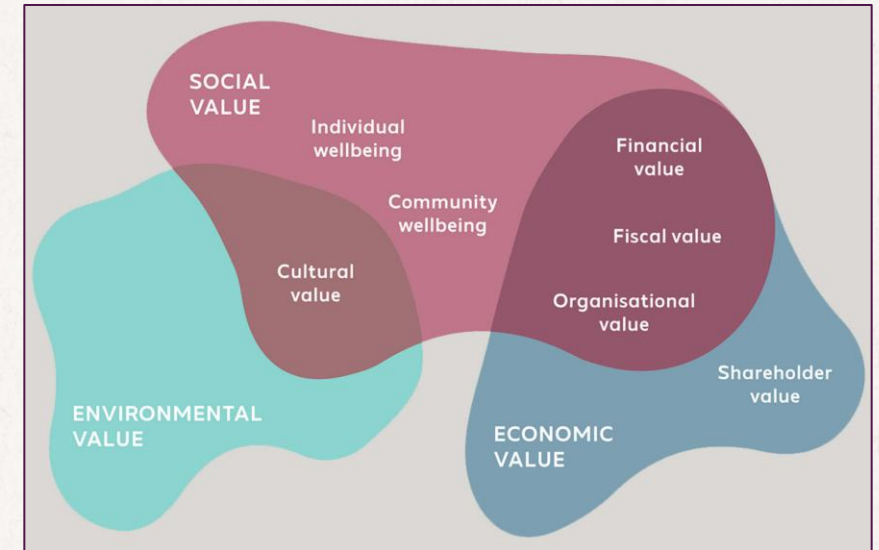 SOCIAL
VALUE
Individual
wellbeing
Financial
value
Community
wellbeing
Fiscal value
Cultural
value
Organisational
value
Shareholder
value
ENVIRONMENTAL
VALUE
ECONOMIC
VALUE